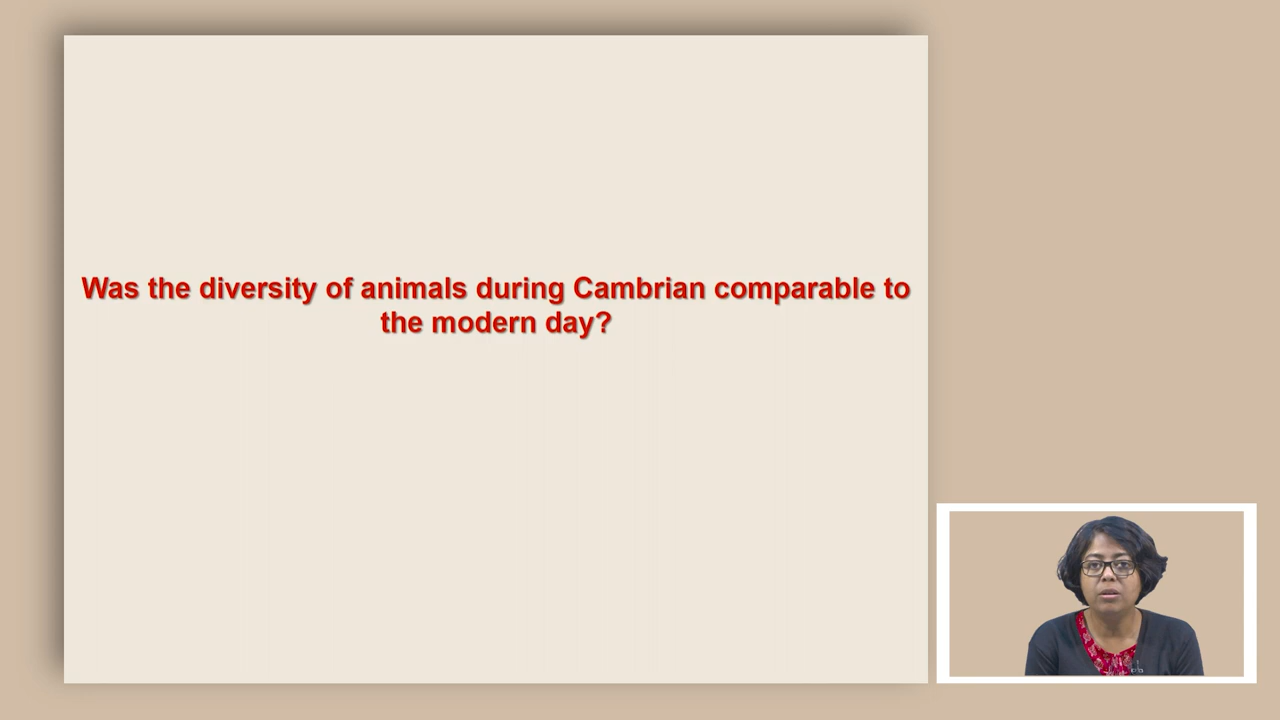 Was the diversity of animals during Cambrian comparable to
the modern day?